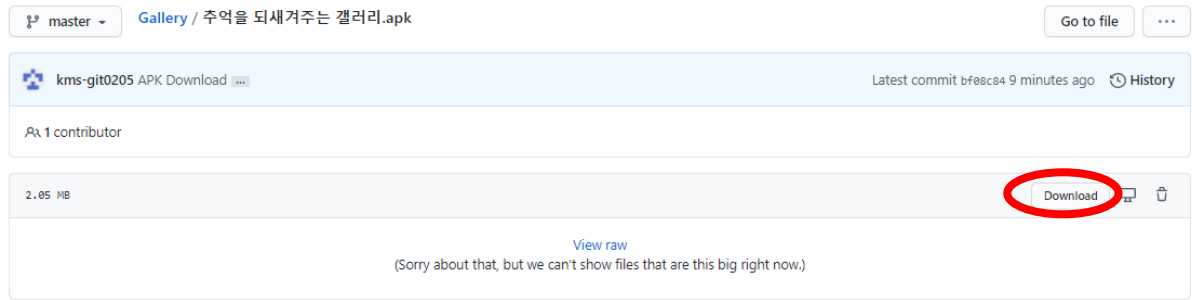 master
Gallery / 추억을 되새겨주는 갤러리.apk
Go to file
...
kms-git0205 APK Download ...
Latest commit bf08c84 9 minutes ago
History
1 contributor
2.05 MB
Download
View raw
(Sorry about that, but we can't show files that are this big right now.)